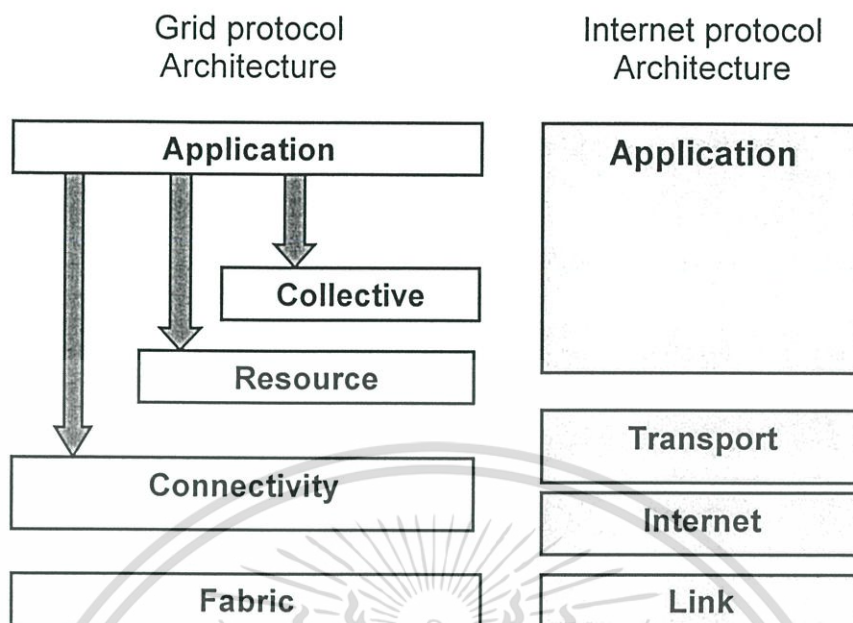 Grid protocol
Architecture
Internet protocol
Architecture
Application
Application
Collective
Resource
Transport
Connectivity
Internet
Fabric
Link